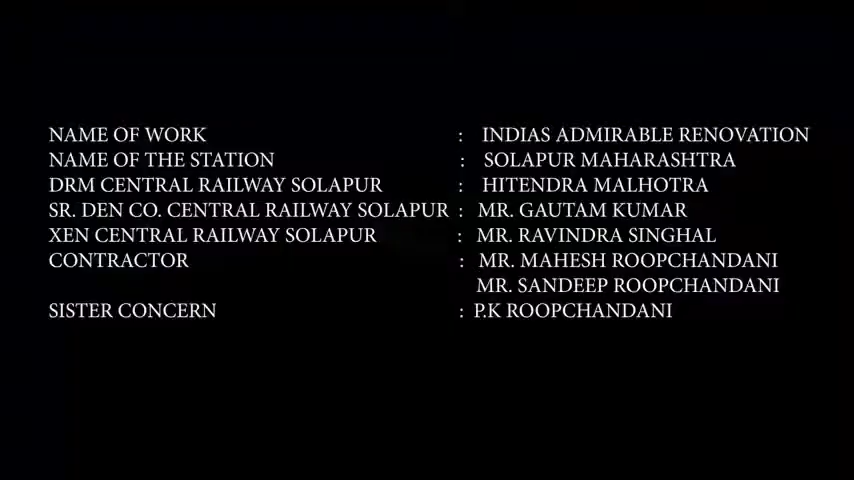 NAME OF WORK : INDIAS ADMIRABLE RENOVATION
NAME OF THE STATION : SOLAPUR MAHARASHTRA
DRM CENTRAL RAILWAY SOLAPUR : HITENDRA MALHOTRA
SR. DEN CO. CENTRAL RAILWAY SOLAPUR : MR. GAUTAM KUMAR
XEN CENTRAL RAILWAY SOLAPUR : MR. RAVINDRA SINGHAL
CONTRACTOR : MR. MAHESH ROOPCHANDANI
MR. SANDEEP ROOPCHANDANI
SISTER CONCERN : P.K ROOPCHANDANI